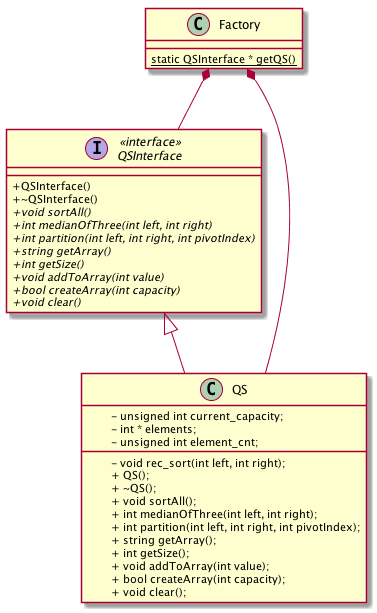 C Factory
static QSInterface * getQS()
«interface»
I QSInterface
+QSInterface()
+~QSInterface()
+void sortAll()
+int medianOfThree(int left, int right)
+int partition(int left, int right, int pivotIndex)
+string getArray()
+int getSize()
+void addToArray(int value)
+bool createArray(int capacity)
+void clear()
C QS
– unsigned int current_capacity;
– int * elements;
– unsigned int element_cnt;
– void rec_sort(int left, int right);
+ QS();
+ ~QS();
+ void sortAll();
+ int medianOfThree(int left, int right);
+ int partition(int left, int right, int pivotIndex);
+ string getArray();
+ int getSize();
+ void addToArray(int value);
+ bool createArray(int capacity);
+ void clear();